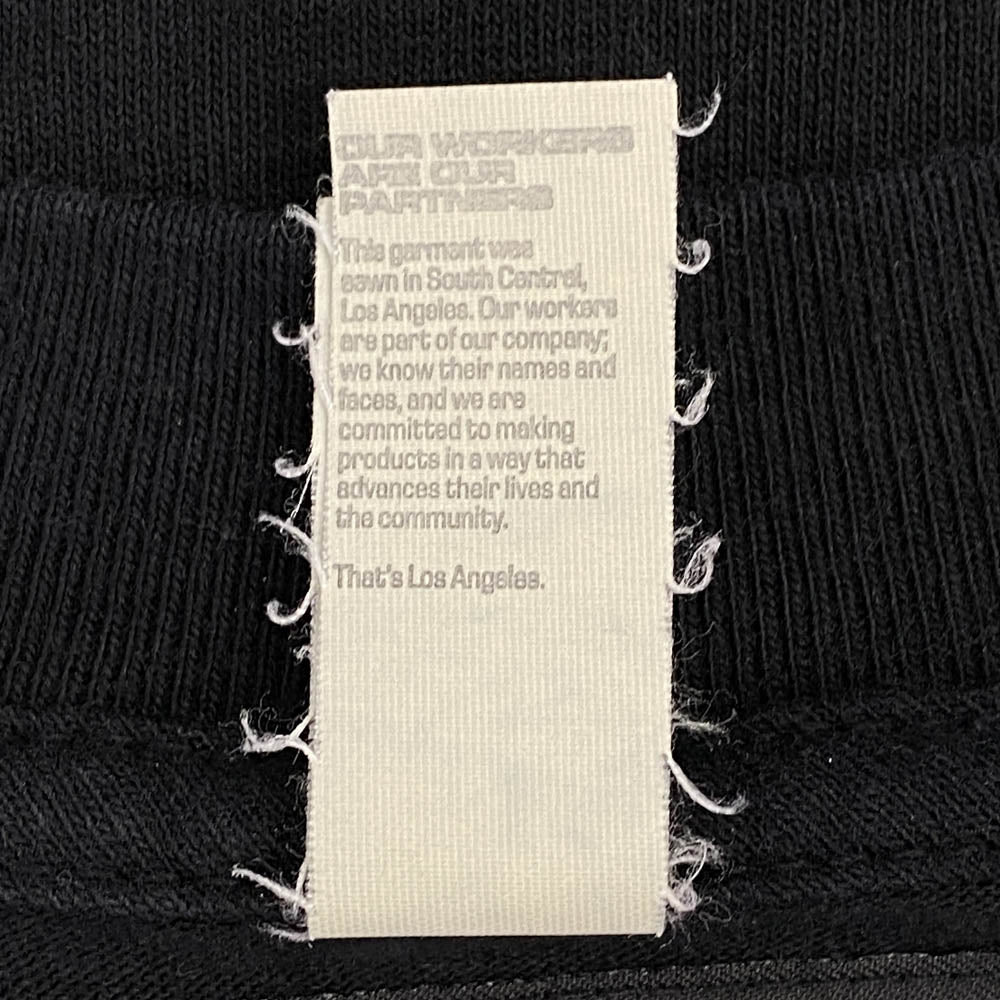 OUR WORKERS
ARE OUR
PARTNERS
This garment was
sewn in South Central,
Los Angeles. Our workers
are part of our company;
we know their names and
faces, and we are
committed to making
products in a way that
advances their lives and
the community.
That's Los Angeles.